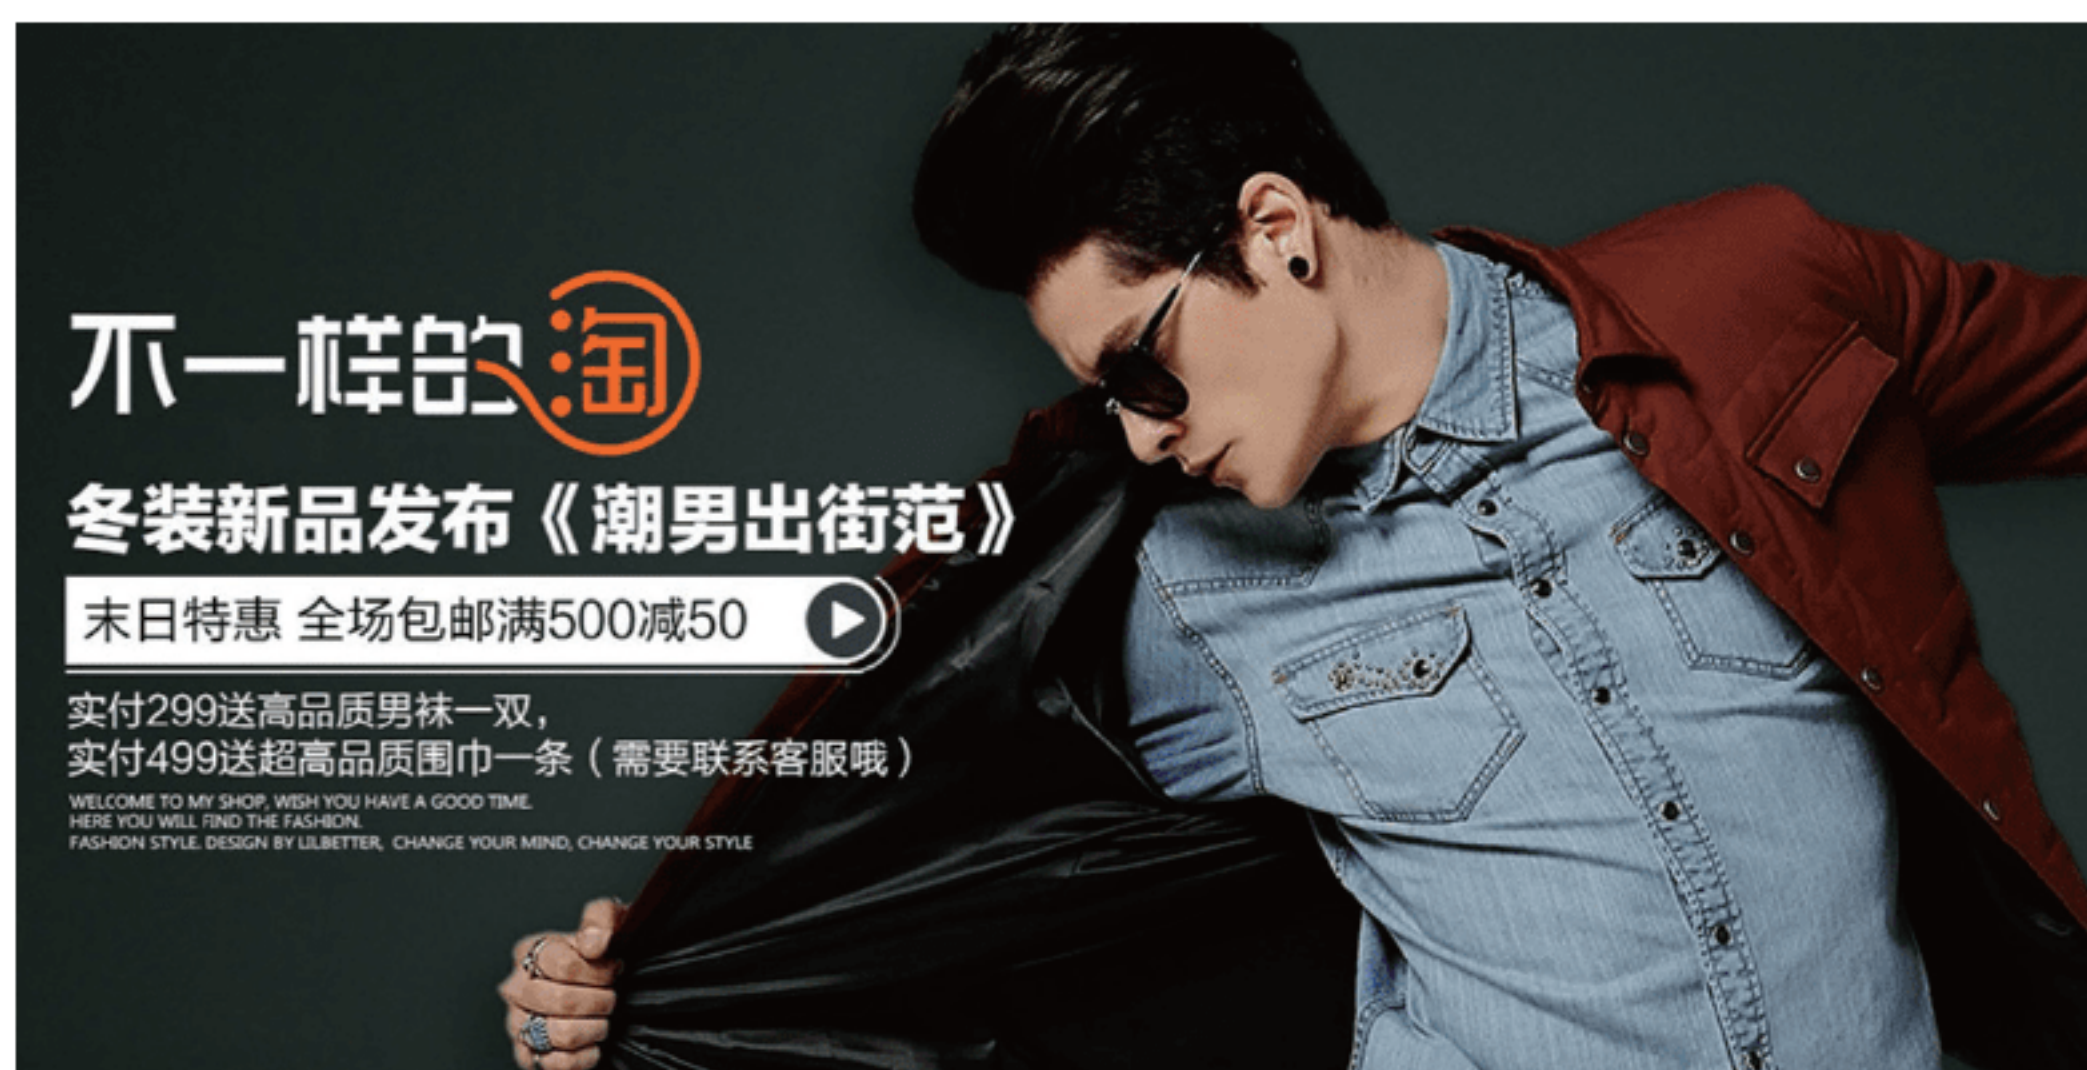 不一样的淘
冬装新品发布《潮男出街范》
末日特惠 全场包邮满500减50
实付299送高品质男袜一双,
实付499送超高品质围巾一条（需要联系客服哦）
WELCOME TO MY SHOP, WISH YOU HAVE A GOOD TIME.
HERE YOU WILL FIND THE FASHION.
FASHION STYLE. DESIGN BY LILBETTER, CHANGE YOUR MIND, CHANGE YOUR STYLE